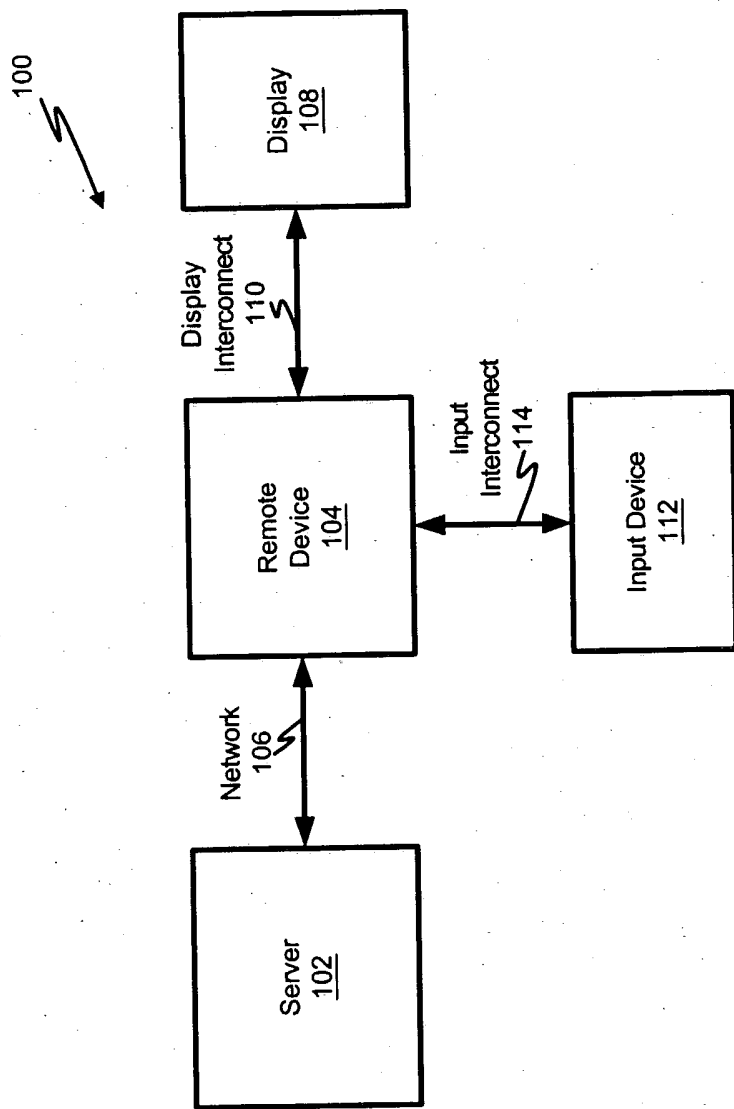 100
Server
102
Network
106
Remote
Device
104
Display
Interconnect
110
Display
108
Input
Interconnect
114
Input Device
112